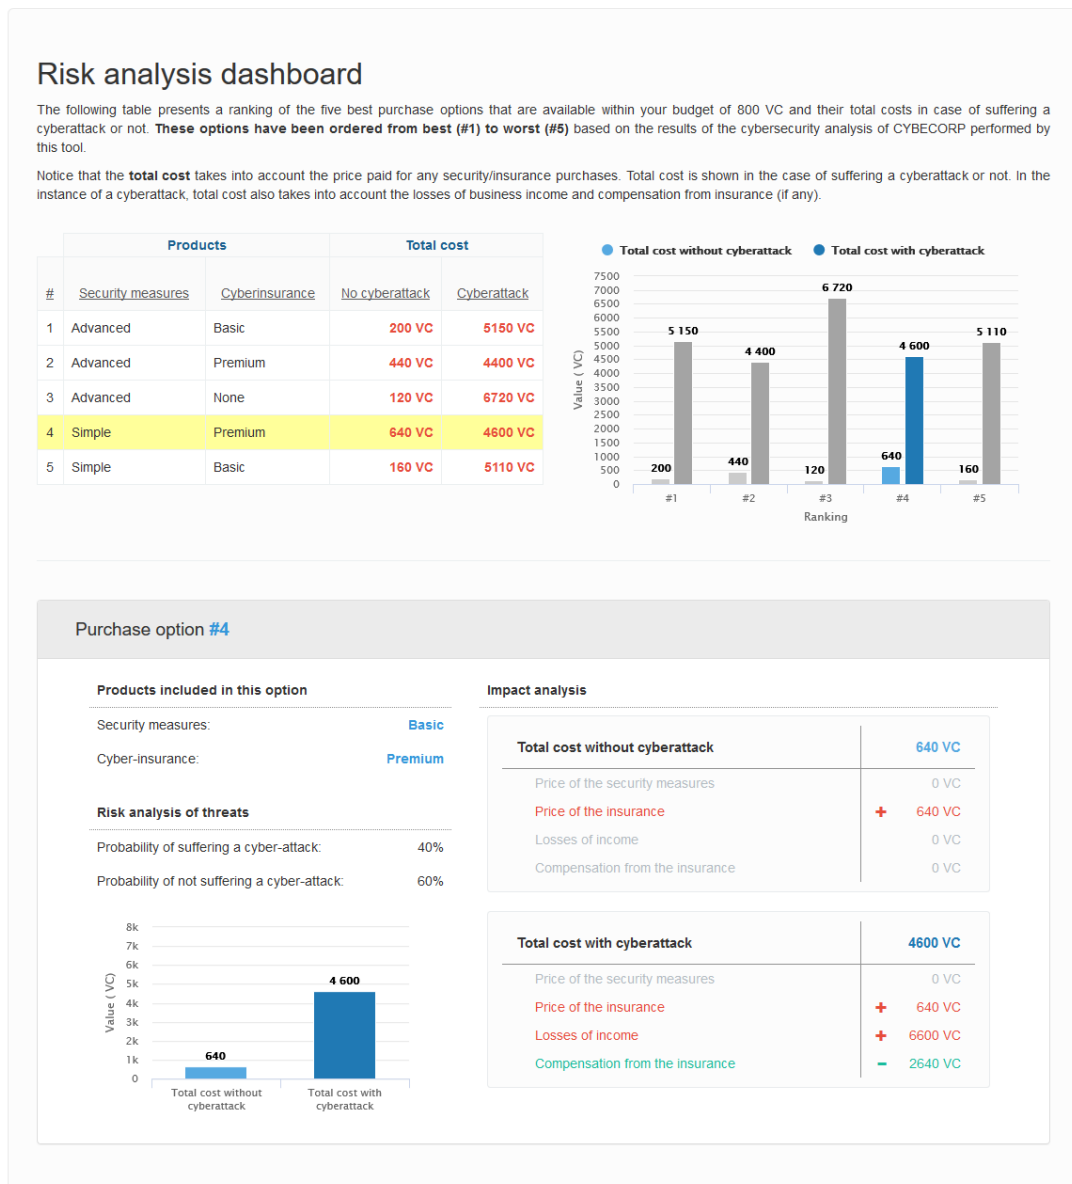 Risk analysis dashboard
The following table presents a ranking of the five best purchase options that are available within your budget of 800 VC and their total costs in case of suffering a
cyberattack or not. These options have been ordered from best (#1) to worst (#5) based on the results of the cybersecurity analysis of CYBECORP performed by
this tool.
Notice that the total cost takes into account the price paid for any security/insurance purchases. Total cost is shown in the case of suffering a cyberattack or not. In the
instance of a cyberattack, total cost also takes into account the losses of business income and compensation from insurance (if any).
Products Total cost
# Security measures Cyberinsurance No cyberattack Cyberattack
1 Advanced Basic 200 VC 5150 VC
2 Advanced Premium 440 VC 4400 VC
3 Advanced None 120 VC 6720 VC
4 Simple Premium 640 VC 4600 VC
5 Simple Basic 160 VC 5110 VC
Total cost without cyberattack Total cost with cyberattack
Value ( VC)
7500
7000
6500
6000
5500
5000
4500
4000
3500
3000
2500
2000
1500
1000
500
0
200 5 150
440 4 400
120 6 720
640 4 600
160 5 110
#1 #2 #3 #4 #5
Ranking
Purchase option #4
Products included in this option
Security measures: Basic
Cyber-insurance: Premium
Risk analysis of threats
Probability of suffering a cyber-attack: 40%
Probability of not suffering a cyber-attack: 60%
Value ( VC)
8k
7k
6k
5k
4k
3k
2k
1k
0
640 4 600
Total cost without Total cost with
cyberattack cyberattack
Impact analysis
Total cost without cyberattack 640 VC
Price of the security measures 0 VC
Price of the insurance + 640 VC
Losses of income 0 VC
Compensation from the insurance 0 VC
Total cost with cyberattack 4600 VC
Price of the security measures 0 VC
Price of the insurance + 640 VC
Losses of income + 6600 VC
Compensation from the insurance - 2640 VC